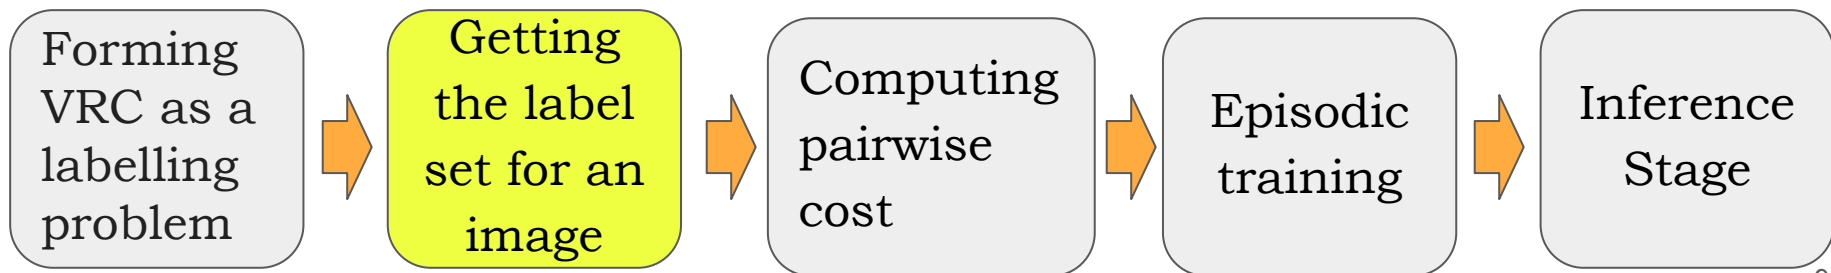 Forming
VRC as a
labelling
problem
Getting
the label
set for an
image
Computing
pairwise
cost
Episodic
training
Inference
Stage